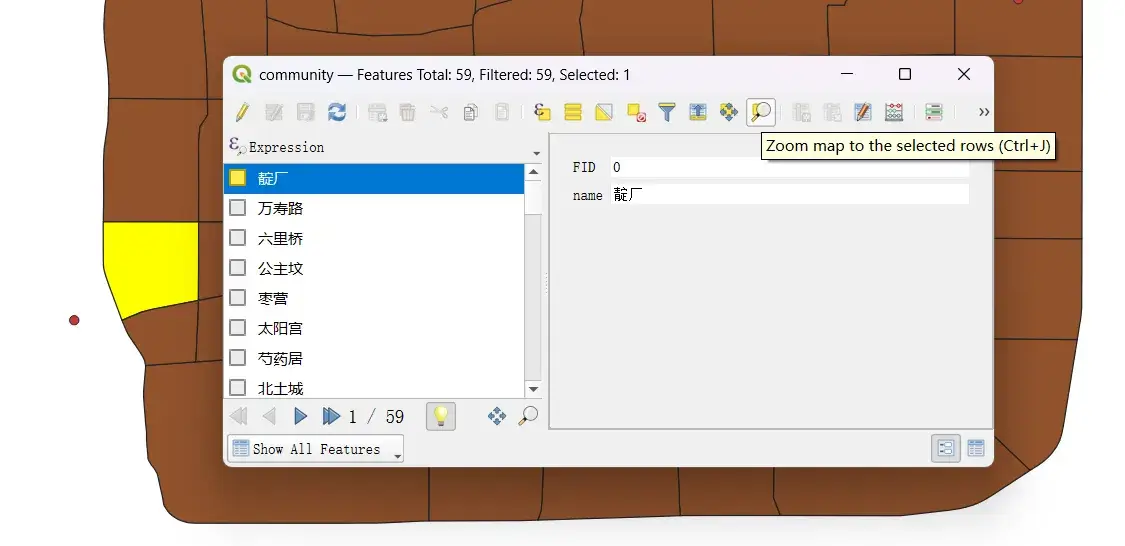 community — Features Total: 59, Filtered: 59, Selected: 1
Zoom map to the selected rows (Ctrl+J)
Expression
靛厂
万寿路
六里桥
公主坟
枣营
太阳宫
芍药居
北土城
FID 0
name 靛厂
1 / 59
Show All Features